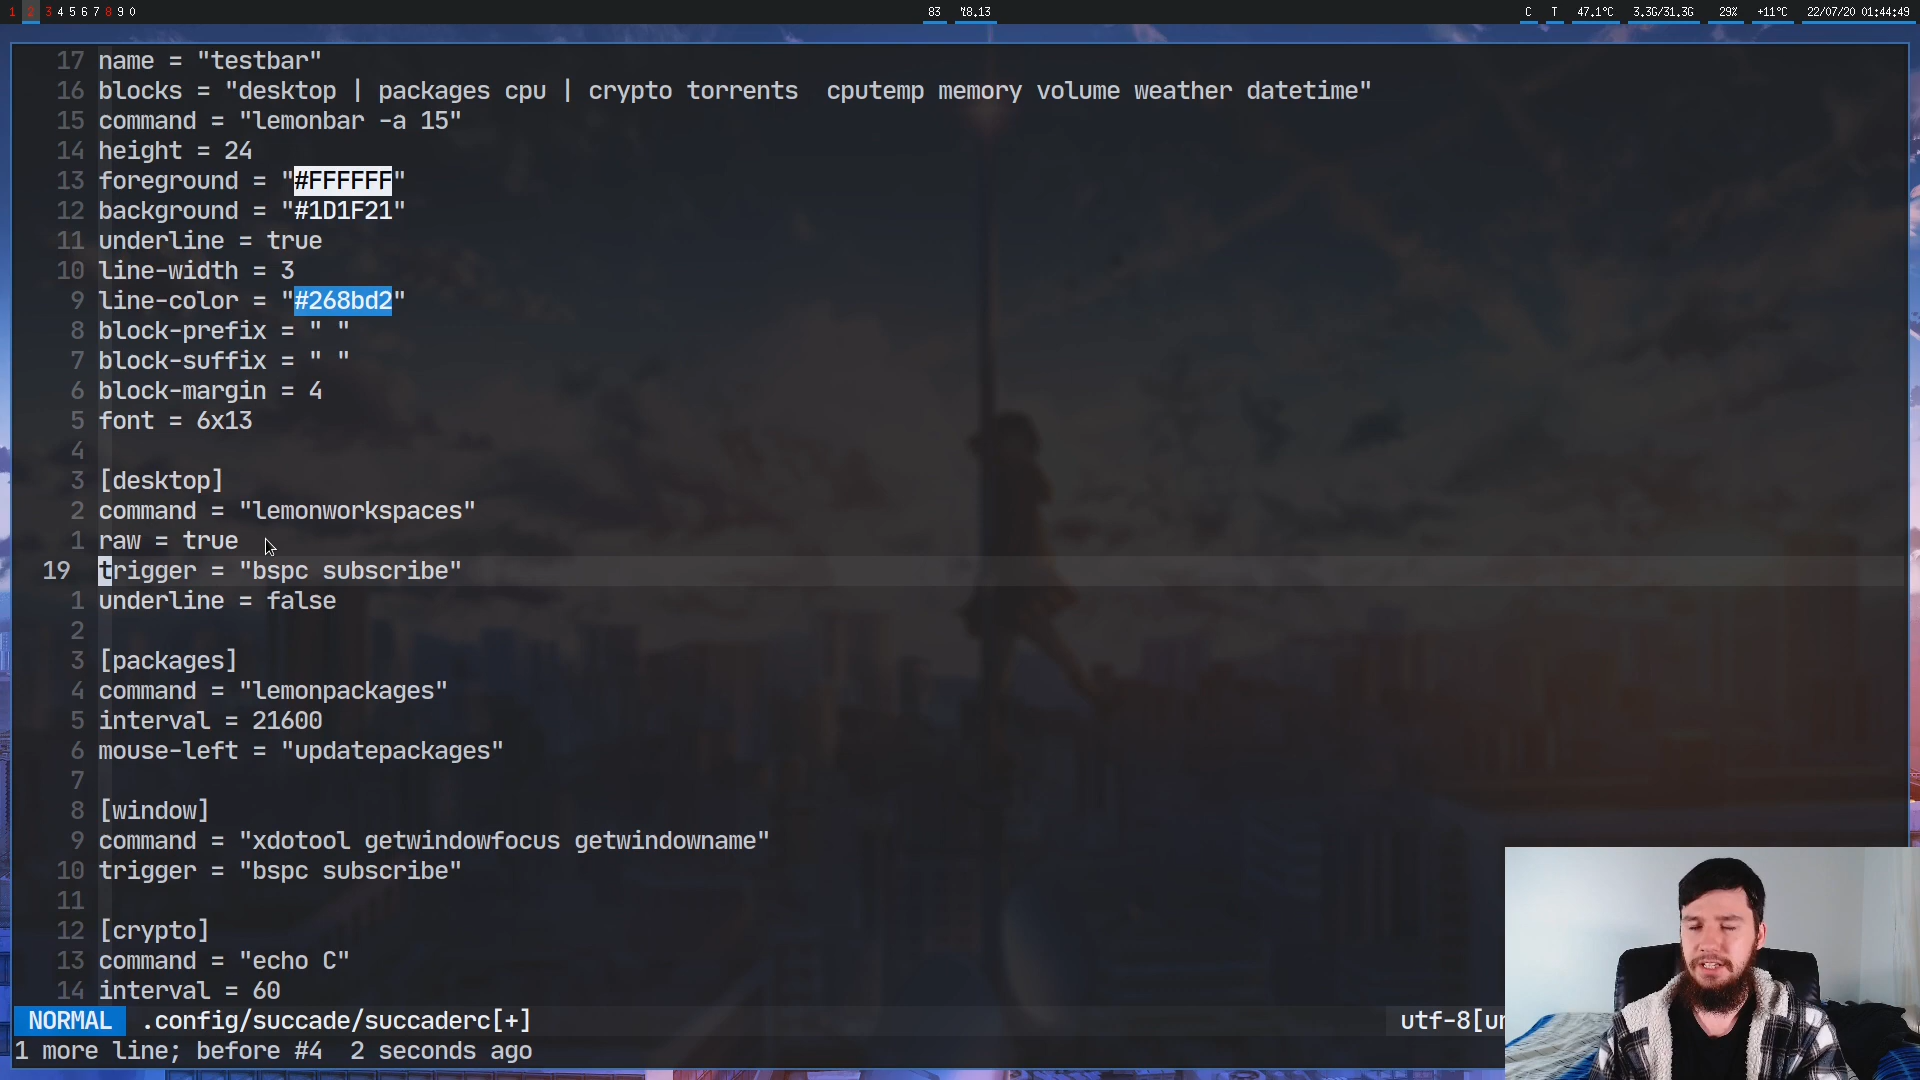 1 2 3 4 5 6 7 8 9 0
83
C T 47.1°C 3.3G/31.3G 29% +11°C 22/07/20 01:44:49
17 name = "testbar"
16 blocks = "desktop | packages cpu | crypto torrents  cputemp memory volume weather datetime"
15 command = "lemonbar -a 15"
14 height = 24
13 foreground = "#FFFFFF"
12 background = "#1D1F21"
11 underline = true
10 line-width = 3
9 line-color = "#268bd2"
8 block-prefix = " "
7 block-suffix = " "
6 block-margin = 4
5 font = 6x13
4
3 [desktop]
2 command = "lemonworkspaces"
1 raw = true
19 trigger = "bspc subscribe"
1 underline = false
2
3 [packages]
4 command = "lemonpackages"
5 interval = 21600
6 mouse-left = "updatepackages"
7
8 [window]
9 command = "xdotool getwindowfocus getwindowname"
10 trigger = "bspc subscribe"
11
12 [crypto]
13 command = "echo C"
14 interval = 60
NORMAL .config/succade/succaderc[+] utf-8[un
1 more line; before #4  2 seconds ago